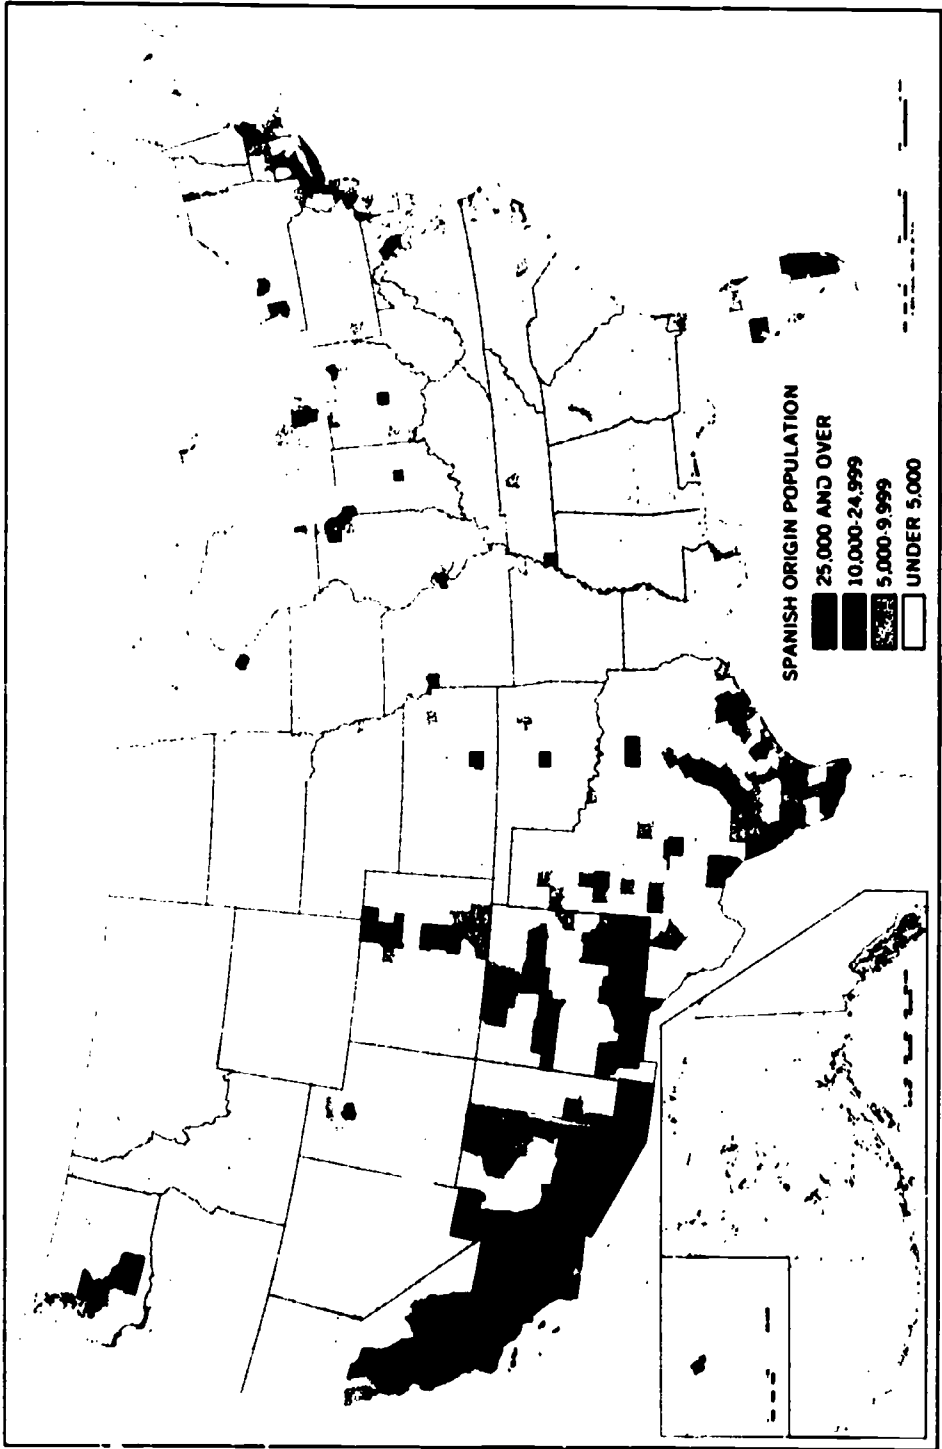 SPANISH ORIGIN POPULATION
25,000 AND OVER
10,000-24,999
5,000-9,999
UNDER 5,000